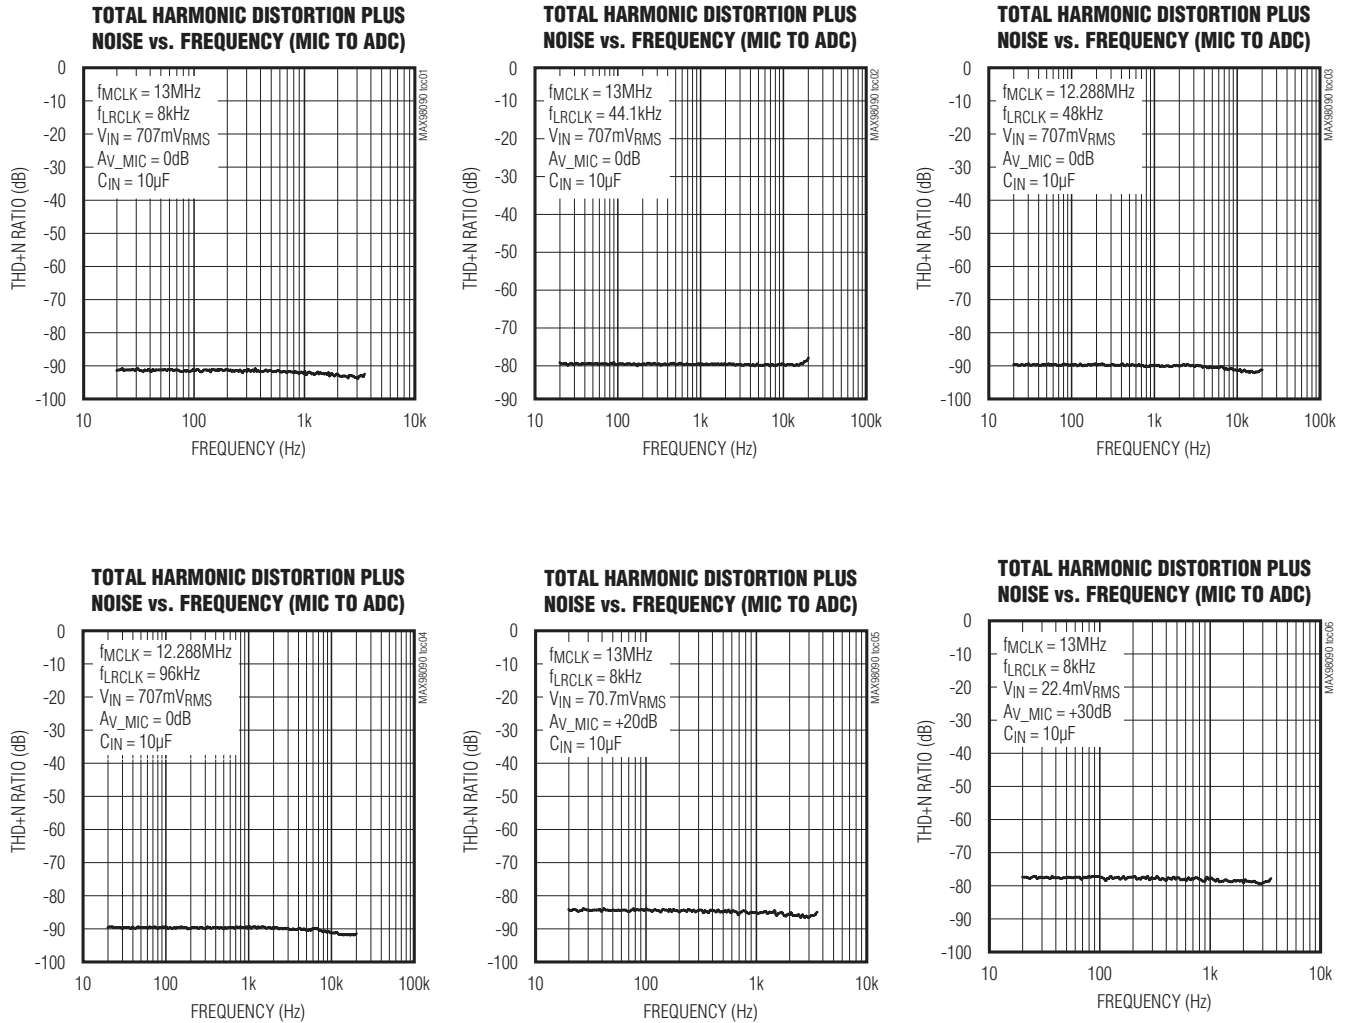 TOTAL HARMONIC DISTORTION PLUS
NOISE vs. FREQUENCY (MIC TO ADC)
MAX98090 toc01
fMCLK = 13MHz
fLRCLK = 8kHz
VIN = 707mVRMS
AV_MIC = 0dB
CIN = 10µF
THD+N RATIO (dB)
0
-10
-20
-30
-40
-50
-60
-70
-80
-90
-100
10 100 1k 10k
FREQUENCY (Hz)
TOTAL HARMONIC DISTORTION PLUS
NOISE vs. FREQUENCY (MIC TO ADC)
MAX98090 toc02
fMCLK = 13MHz
fLRCLK = 44.1kHz
VIN = 707mVRMS
AV_MIC = 0dB
CIN = 10µF
THD+N RATIO (dB)
0
-10
-20
-30
-40
-50
-60
-70
-80
-90
10 100 1k 10k 100k
FREQUENCY (Hz)
TOTAL HARMONIC DISTORTION PLUS
NOISE vs. FREQUENCY (MIC TO ADC)
MAX98090 toc03
fMCLK = 12.288MHz
fLRCLK = 48kHz
VIN = 707mVRMS
AV_MIC = 0dB
CIN = 10µF
THD+N RATIO (dB)
0
-10
-20
-30
-40
-50
-60
-70
-80
-90
-100
10 100 1k 10k 100k
FREQUENCY (Hz)
TOTAL HARMONIC DISTORTION PLUS
NOISE vs. FREQUENCY (MIC TO ADC)
MAX98090 toc04
fMCLK = 12.288MHz
fLRCLK = 96kHz
VIN = 707mVRMS
AV_MIC = 0dB
CIN = 10µF
THD+N RATIO (dB)
0
-10
-20
-30
-40
-50
-60
-70
-80
-90
-100
10 100 1k 10k 100k
FREQUENCY (Hz)
TOTAL HARMONIC DISTORTION PLUS
NOISE vs. FREQUENCY (MIC TO ADC)
MAX98090 toc05
fMCLK = 13MHz
fLRCLK = 8kHz
VIN = 70.7mVRMS
AV_MIC = +20dB
CIN = 10µF
THD+N RATIO (dB)
0
-10
-20
-30
-40
-50
-60
-70
-80
-90
-100
10 100 1k 10k
FREQUENCY (Hz)
TOTAL HARMONIC DISTORTION PLUS
NOISE vs. FREQUENCY (MIC TO ADC)
MAX98090 toc06
fMCLK = 13MHz
fLRCLK = 8kHz
VIN = 22.4mVRMS
AV_MIC = +30dB
CIN = 10µF
THD+N RATIO (dB)
0
-10
-20
-30
-40
-50
-60
-70
-80
-90
-100
10 100 1k 10k
FREQUENCY (Hz)